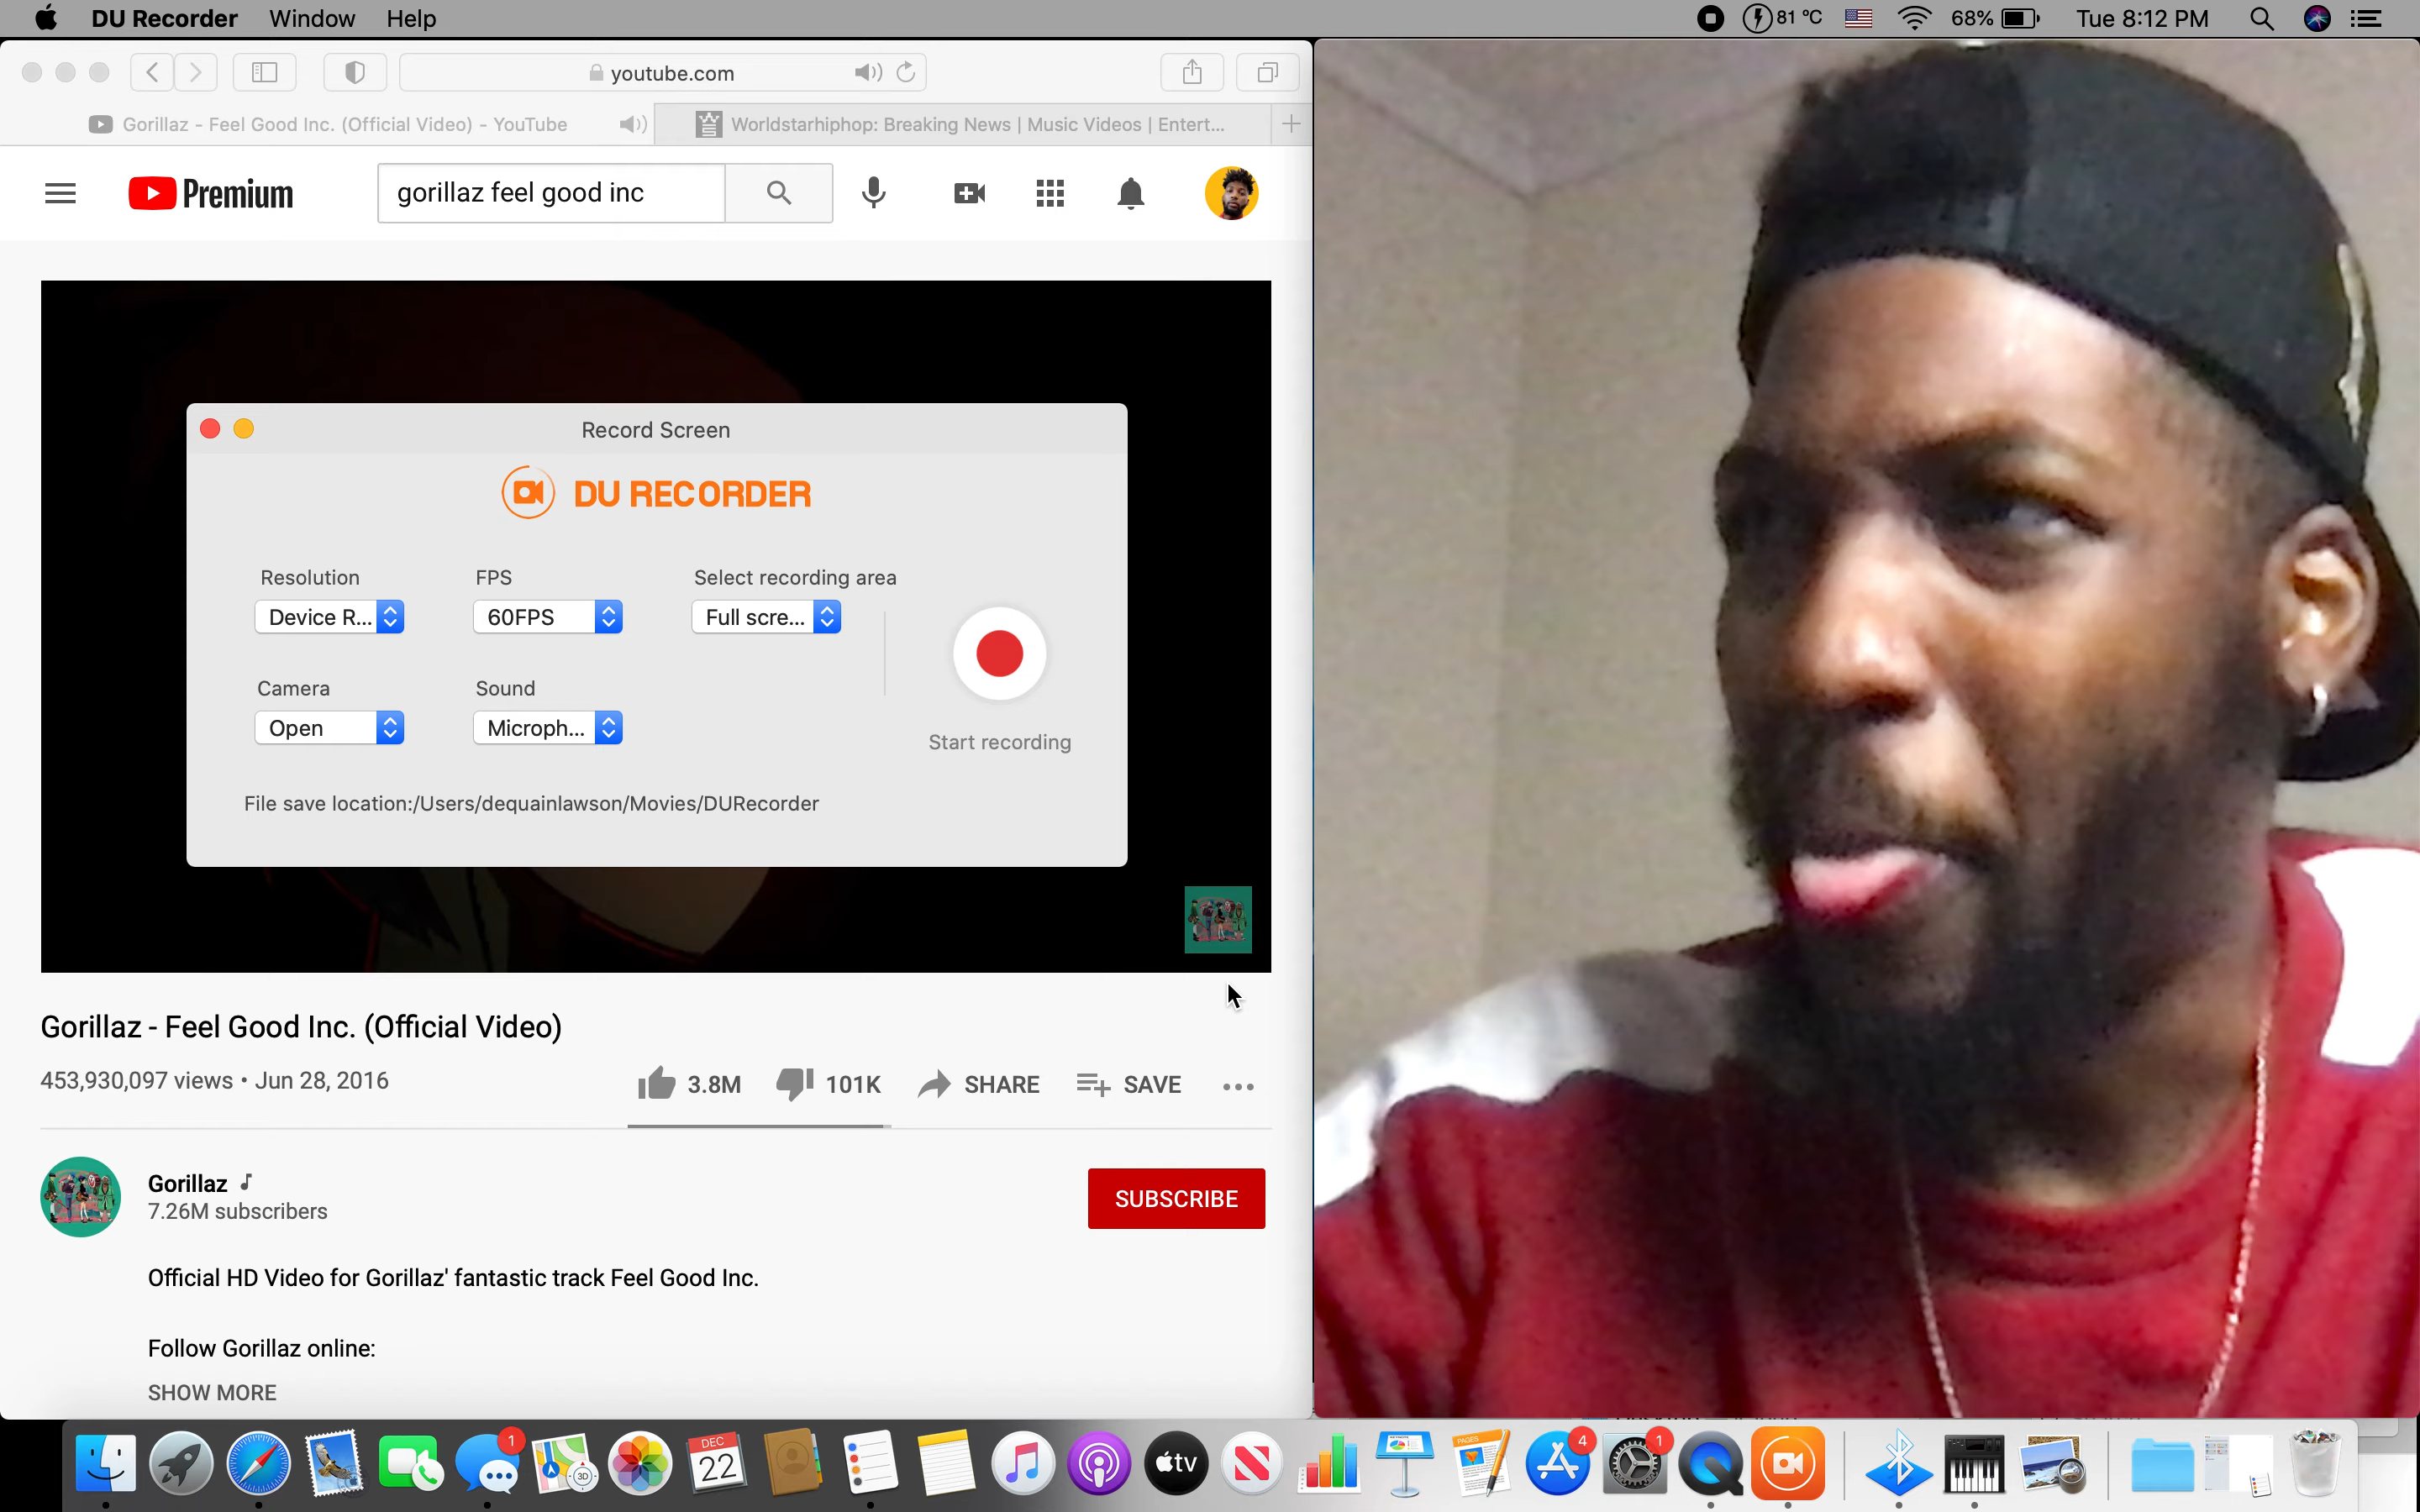 DU Recorder Window Help 81 °C 68% Tue 8:12 PM
youtube.com
Gorillaz - Feel Good Inc. (Official Video) - YouTube Worldstarhiphop: Breaking News | Music Videos | Entert...
Premium gorillaz feel good inc
Record Screen
DU RECORDER
Resolution FPS Select recording area
Device R... 60FPS Full scre...
Camera Sound
Open Microph... Start recording
File save location:/Users/dequainlawson/Movies/DURecorder
Gorillaz - Feel Good Inc. (Official Video)
453,930,097 views • Jun 28, 2016 3.8M 101K SHARE SAVE
Gorillaz
7.26M subscribers
SUBSCRIBE
Official HD Video for Gorillaz' fantastic track Feel Good Inc.
Follow Gorillaz online:
SHOW MORE
1 3D DEC 22 tv PAGES 4 1